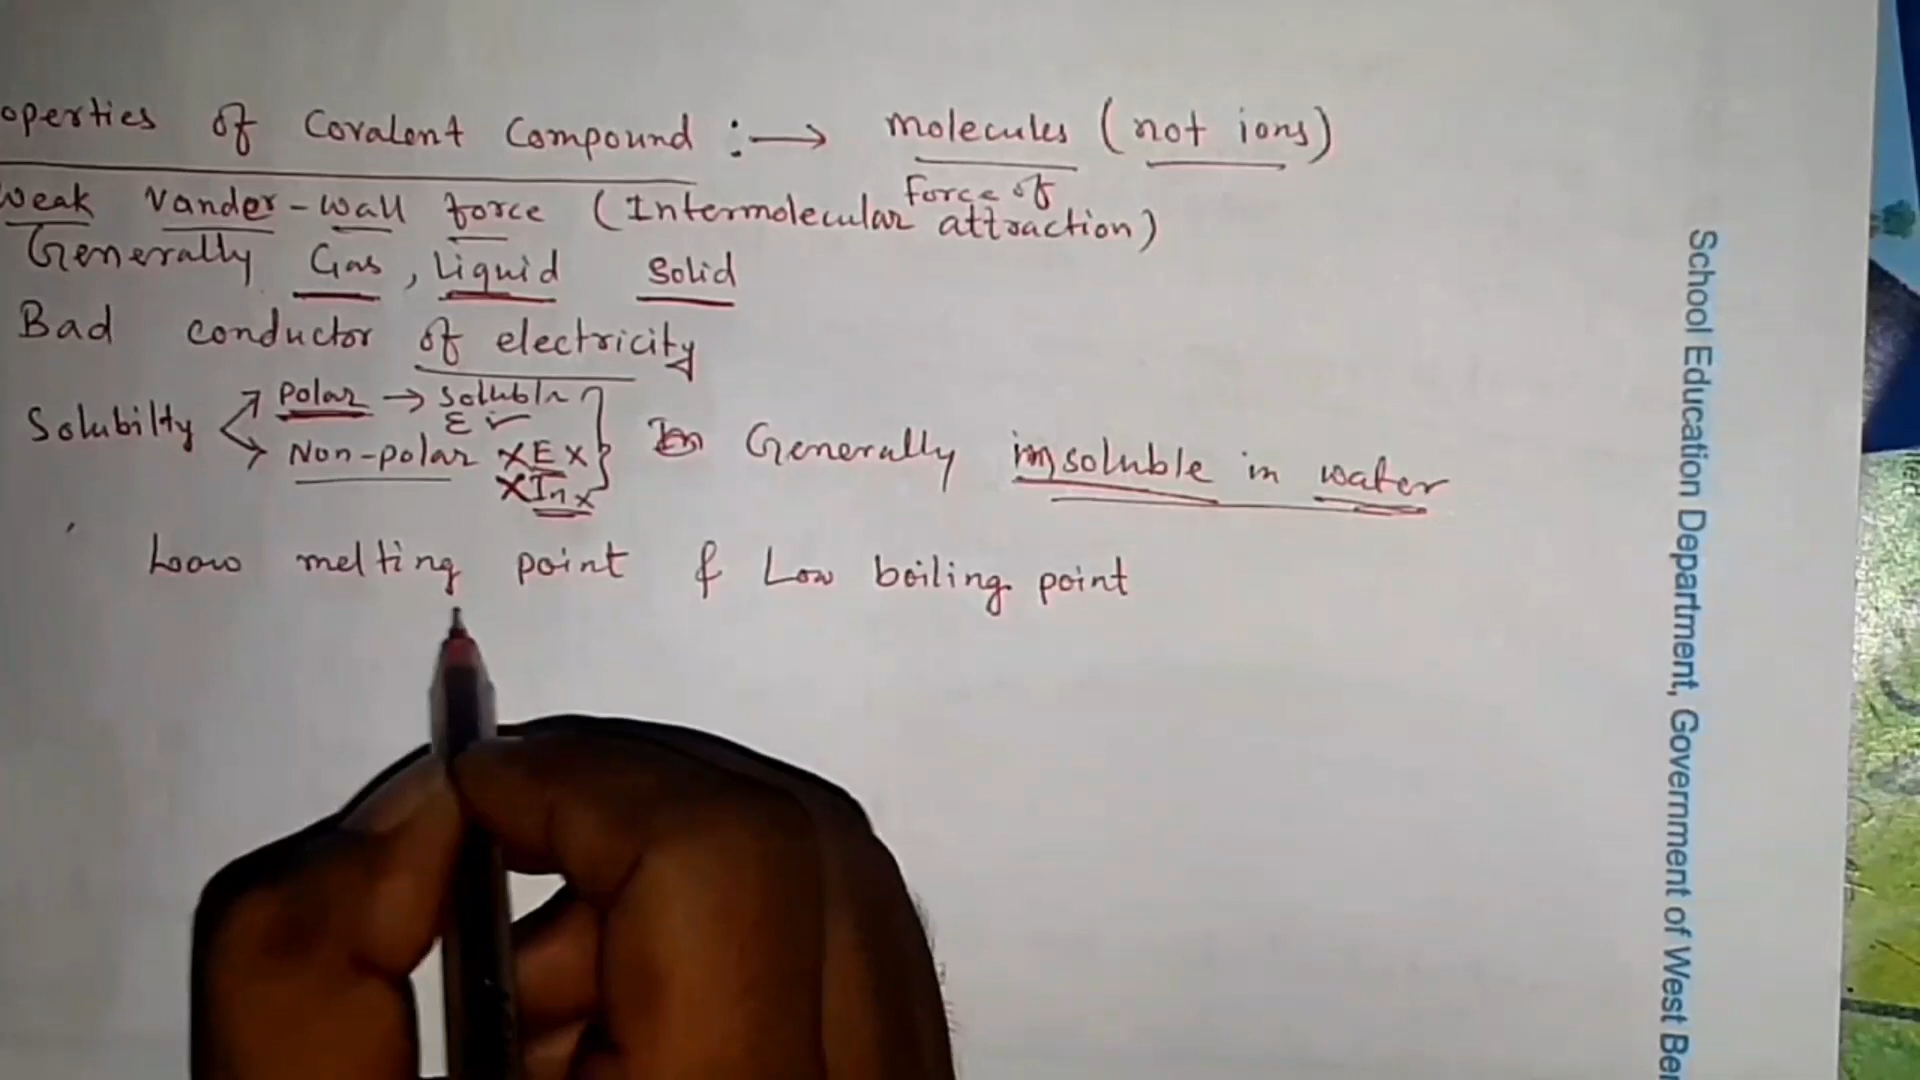 operties of Covalent Compound :→ molecules (not ions)
weak vander-wall force (Intermolecular force of attraction)
Generally Gas, Liquid Solid
Bad conductor of electricity
Solubilty Polar → Soluble
E ✓
Non-polar XEX
XInx
Generally insoluble in water
Low melting point & Low boiling point
School Education Department, Government of West Be